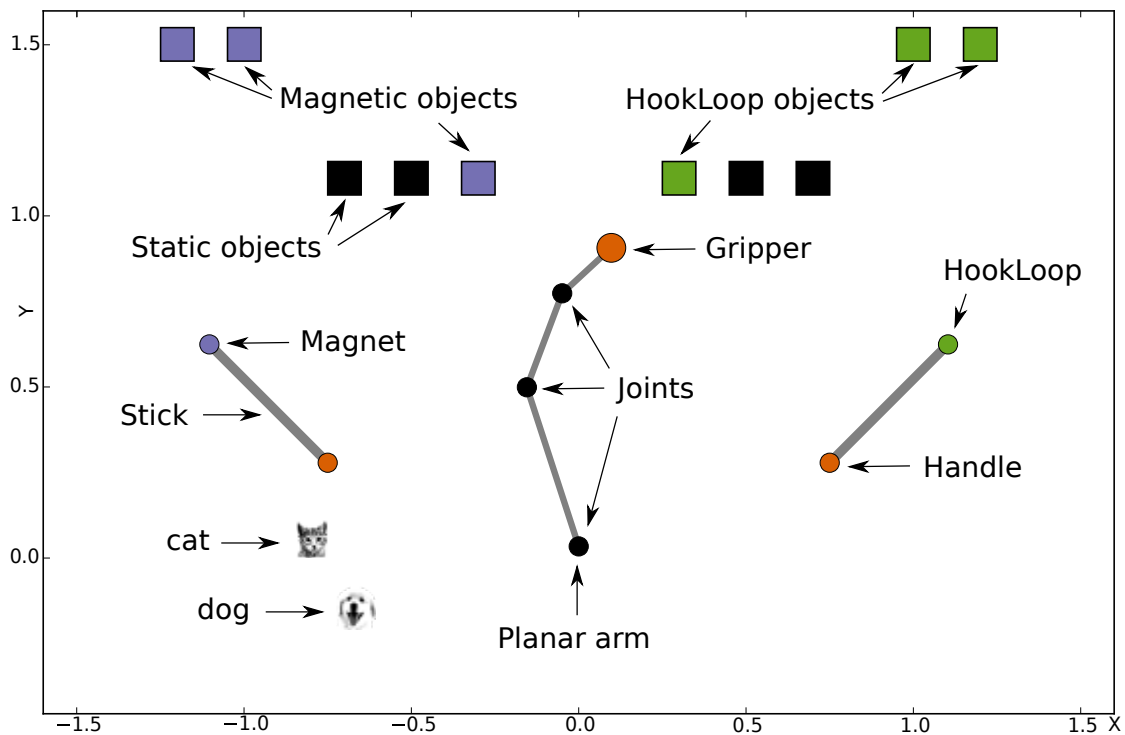 1.5
Magnetic objects
HookLoop objects
1.0
Static objects
Gripper
HookLoop
Y
Magnet
0.5
Joints
Stick
Handle
cat
0.0
dog
Planar arm
−1.5 −1.0 −0.5 0.0 0.5 1.0 1.5 X